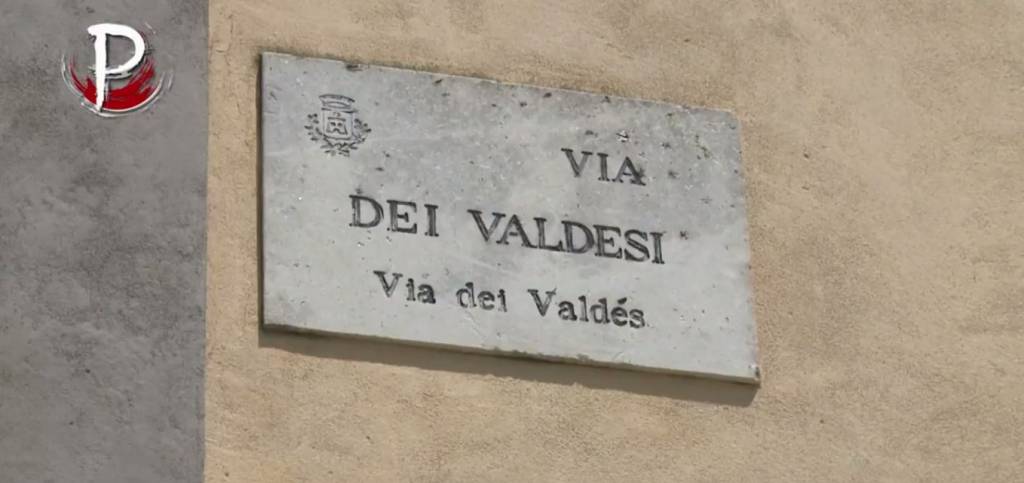 P
VIA
DEI VALDESI
Via dei Valdés